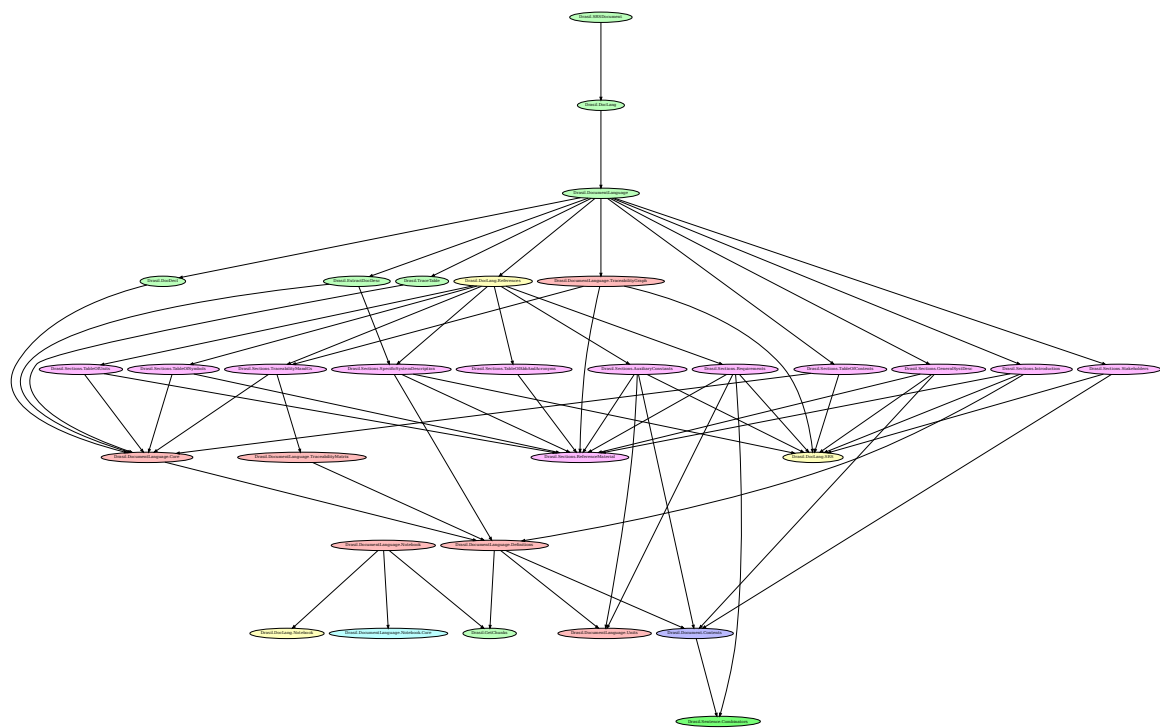 Drasil.SRSDocument
Drasil.DocLang
Drasil.DocumentLanguage
Drasil.DocDecl
Drasil.ExtractDocDesc
Drasil.TraceTable
Drasil.DocLang.References
Drasil.DocumentLanguage.TraceabilityGraph
Drasil.Sections.TableOfUnits
Drasil.Sections.TableOfSymbols
Drasil.Sections.TraceabilityMandGs
Drasil.Sections.SpecificSystemDescription
Drasil.Sections.TableOfAbbAndAcronyms
Drasil.Sections.AuxiliaryConstants
Drasil.Sections.Requirements
Drasil.Sections.TableOfContents
Drasil.Sections.GeneralSystDesc
Drasil.Sections.Introduction
Drasil.Sections.Stakeholders
Drasil.DocumentLanguage.Core
Drasil.DocumentLanguage.TraceabilityMatrix
Drasil.Sections.ReferenceMaterial
Drasil.DocLang.SRS
Drasil.DocumentLanguage.Notebook
Drasil.DocumentLanguage.Definitions
Drasil.DocLang.Notebook
Drasil.DocumentLanguage.Notebook.Core
Drasil.GetChunks
Drasil.DocumentLanguage.Units
Drasil.Document.Contents
Drasil.Sentence.Combinators